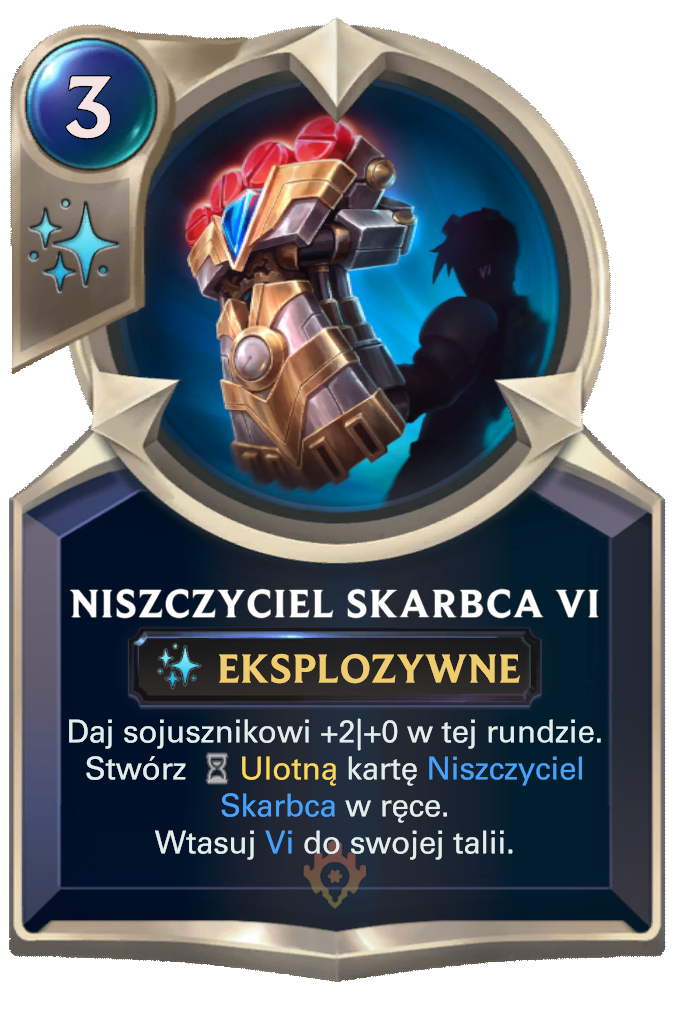 3
VI
NISZCZYCIEL SKARBCA VI
EKSPLOZYWNE
Daj sojusznikowi +2|+0 w tej rundzie.
Stwórz Ulotną kartę Niszczyciel
Skarbca w ręce.
Wtasuj Vi do swojej talii.